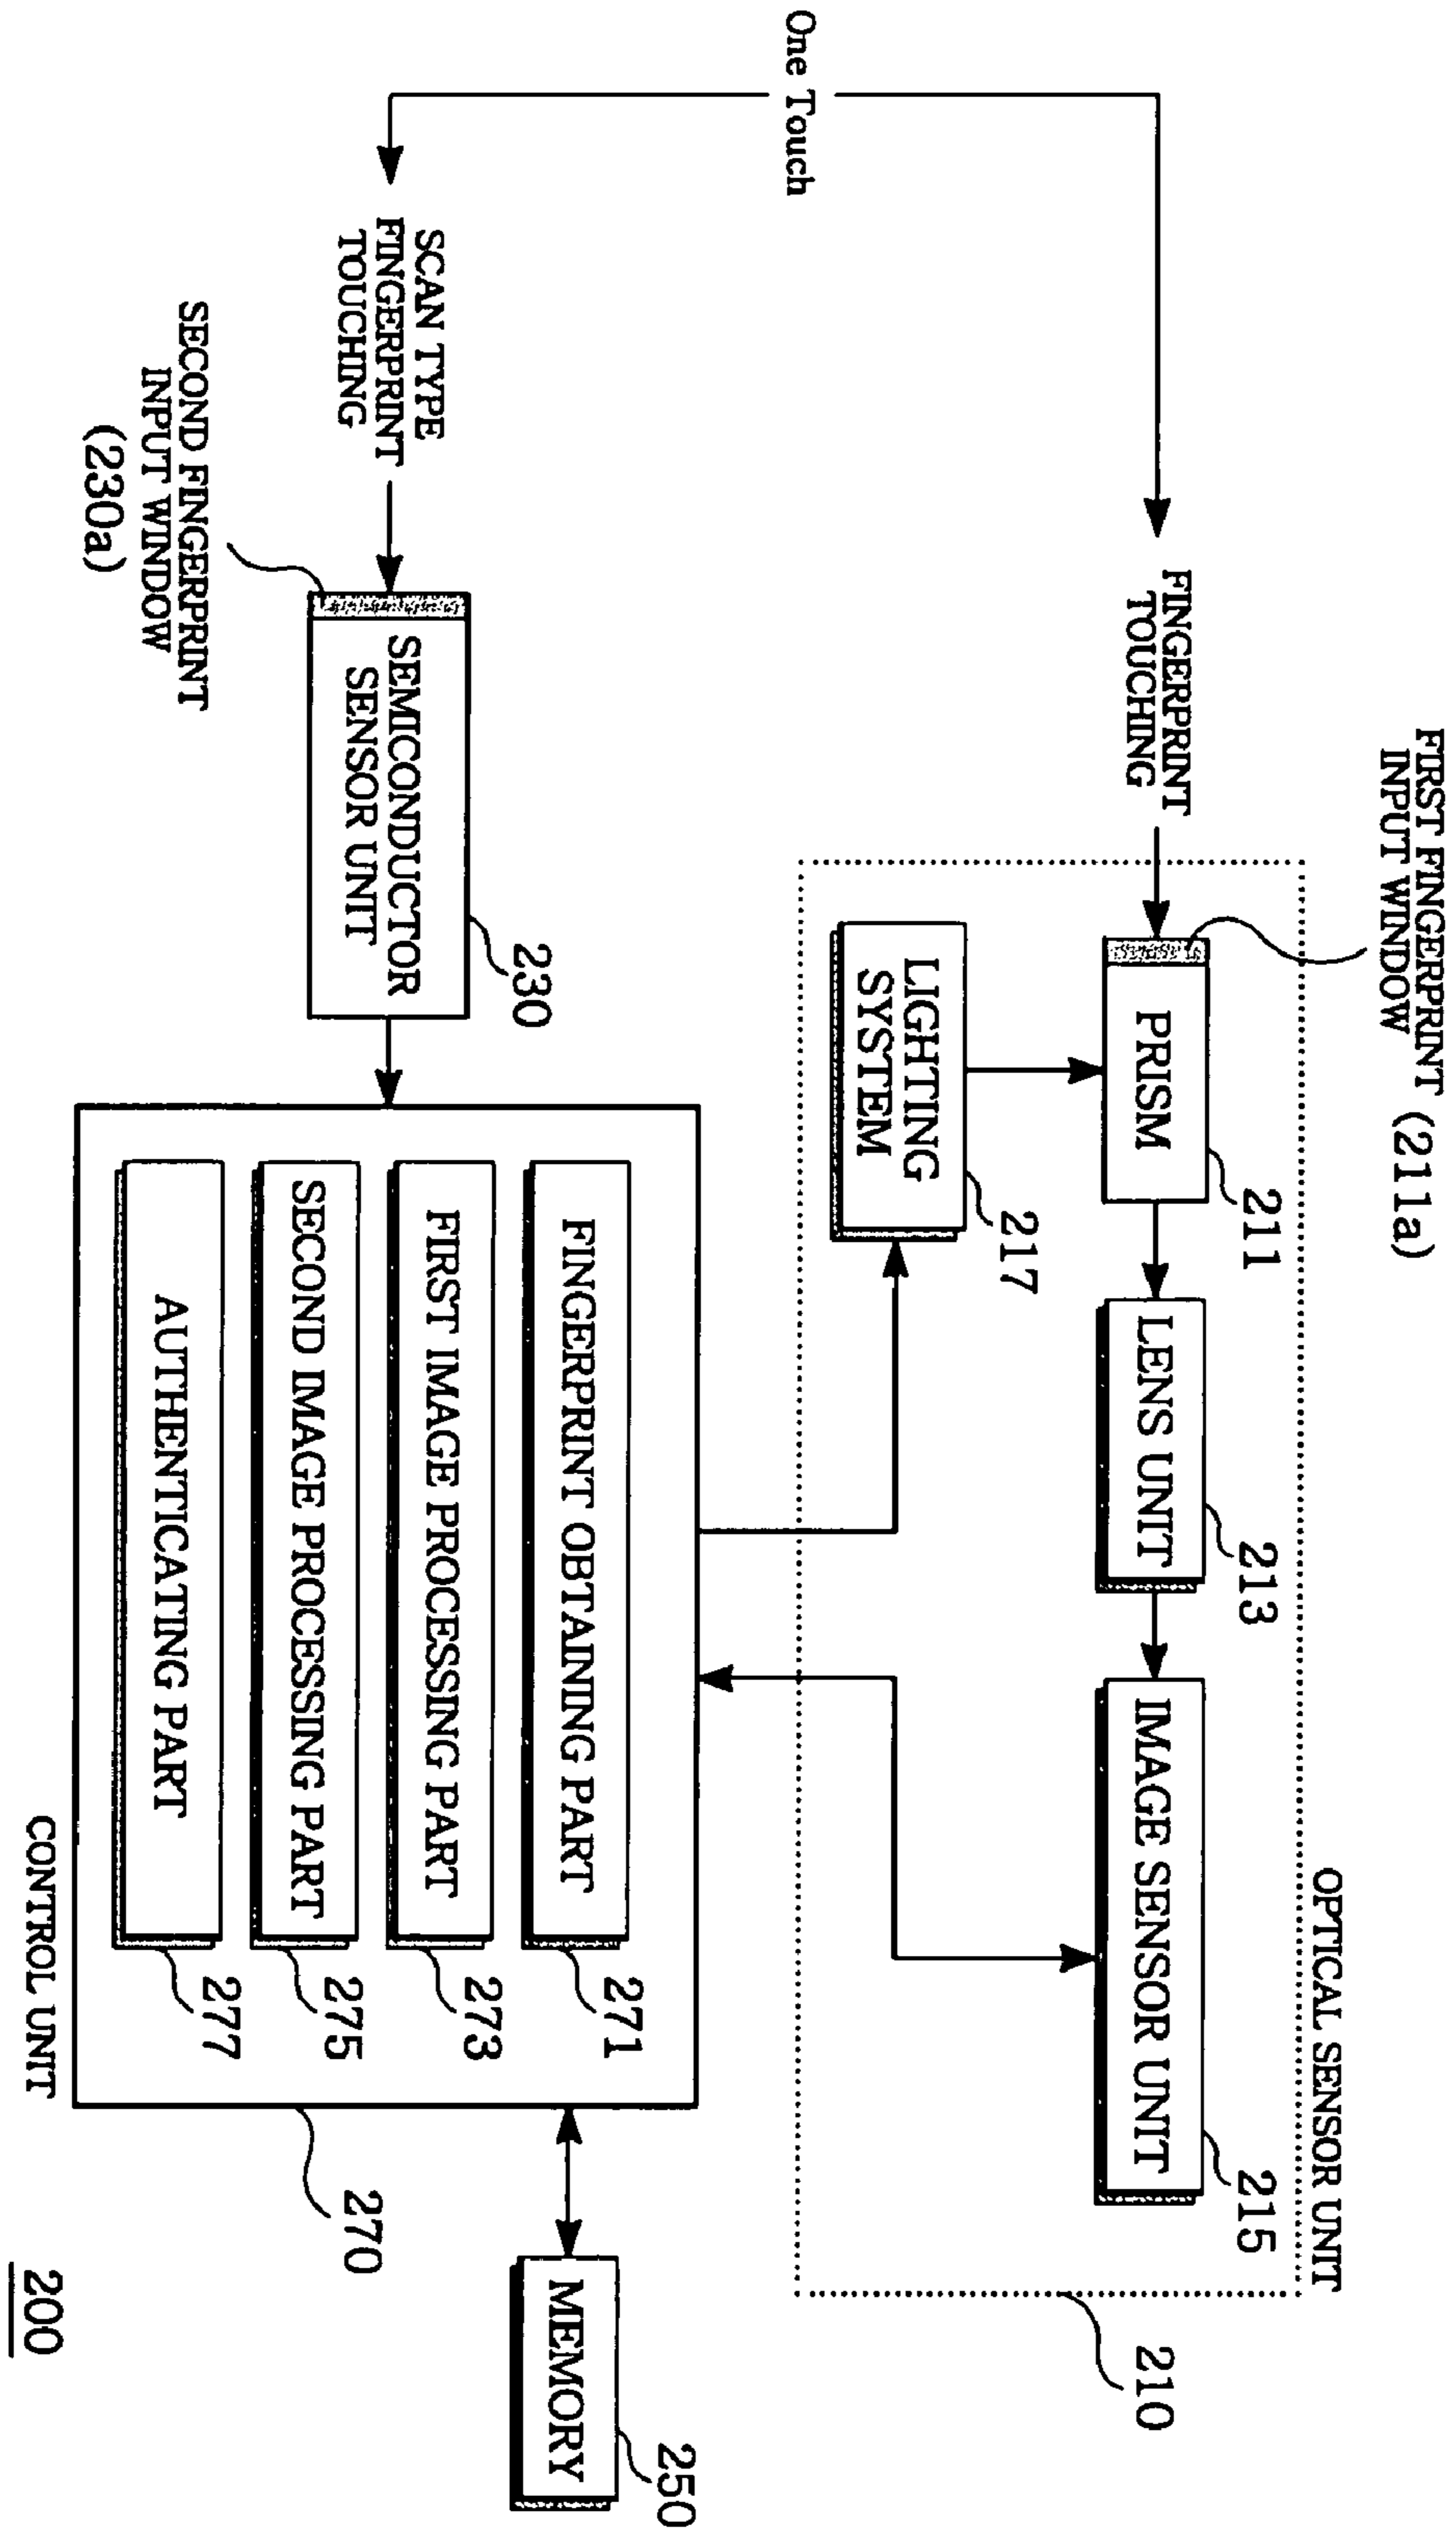 FIRST FINGERPRINT (211a)
INPUT WINDOW
OPTICAL SENSOR UNIT
210
FINGERPRINT
TOUCHING
PRISM
211
LENS UNIT
213
IMAGE SENSOR UNIT
215
LIGHTING
SYSTEM
217
One Touch
SCAN TYPE
FINGERPRINT
TOUCHING
SEMICONDUCTOR
SENSOR UNIT
230
SECOND FINGERPRINT
INPUT WINDOW
(230a)
FINGERPRINT OBTAINING PART
271
FIRST IMAGE PROCESSING PART
273
SECOND IMAGE PROCESSING PART
275
AUTHENTICATING PART
277
CONTROL UNIT
270
MEMORY
250
200